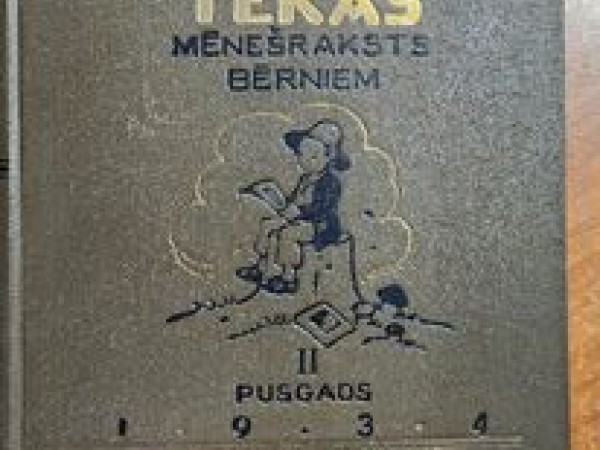 TEKAS
MĒNEŠRAKSTS
BĒRNIEM
II
PUSGADS
1 . 9 . 3 . 4